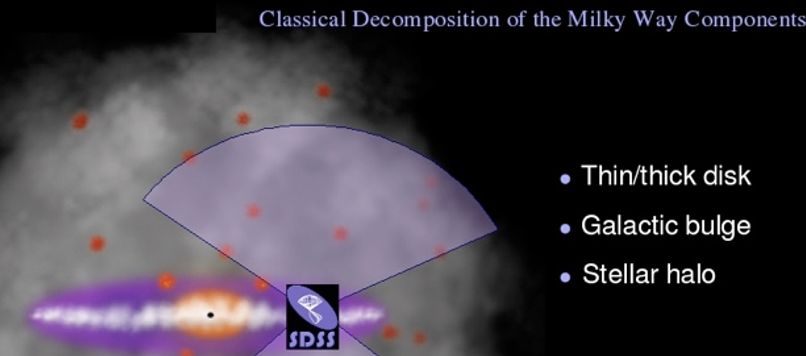 Classical Decomposition of the Milky Way Components
Thin/thick disk
Galactic bulge
Stellar halo
SDSS